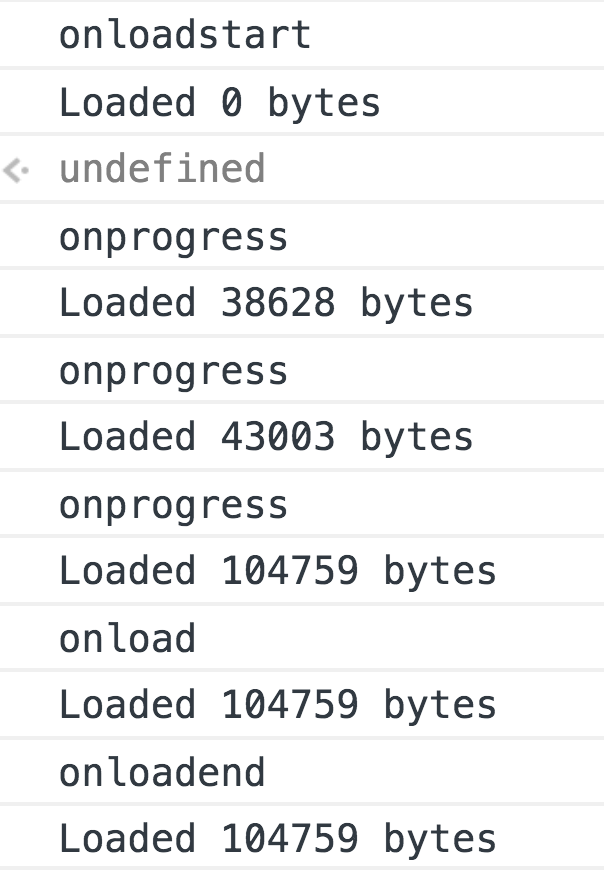 onloadstart
Loaded 0 bytes
undefined
onprogress
Loaded 38628 bytes
onprogress
Loaded 43003 bytes
onprogress
Loaded 104759 bytes
onload
Loaded 104759 bytes
onloadend
Loaded 104759 bytes